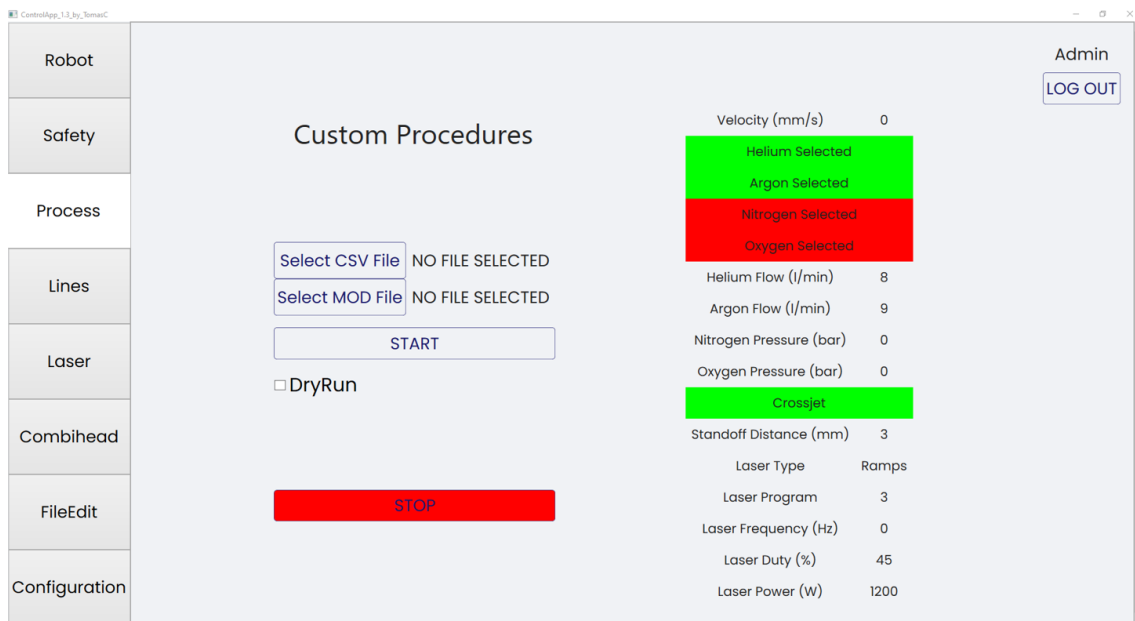 ControlApp_1.3_by_TomasC
Robot
Safety
Process
Lines
Laser
Combihead
FileEdit
Configuration
Custom Procedures
Select CSV File NO FILE SELECTED
Select MOD File NO FILE SELECTED
START
DryRun
STOP
Admin
LOG OUT
Velocity (mm/s) 0
Helium Selected
Argon Selected
Nitrogen Selected
Oxygen Selected
Helium Flow (l/min) 8
Argon Flow (l/min) 9
Nitrogen Pressure (bar) 0
Oxygen Pressure (bar) 0
Crossjet
Standoff Distance (mm) 3
Laser Type Ramps
Laser Program 3
Laser Frequency (Hz) 0
Laser Duty (%) 45
Laser Power (W) 1200